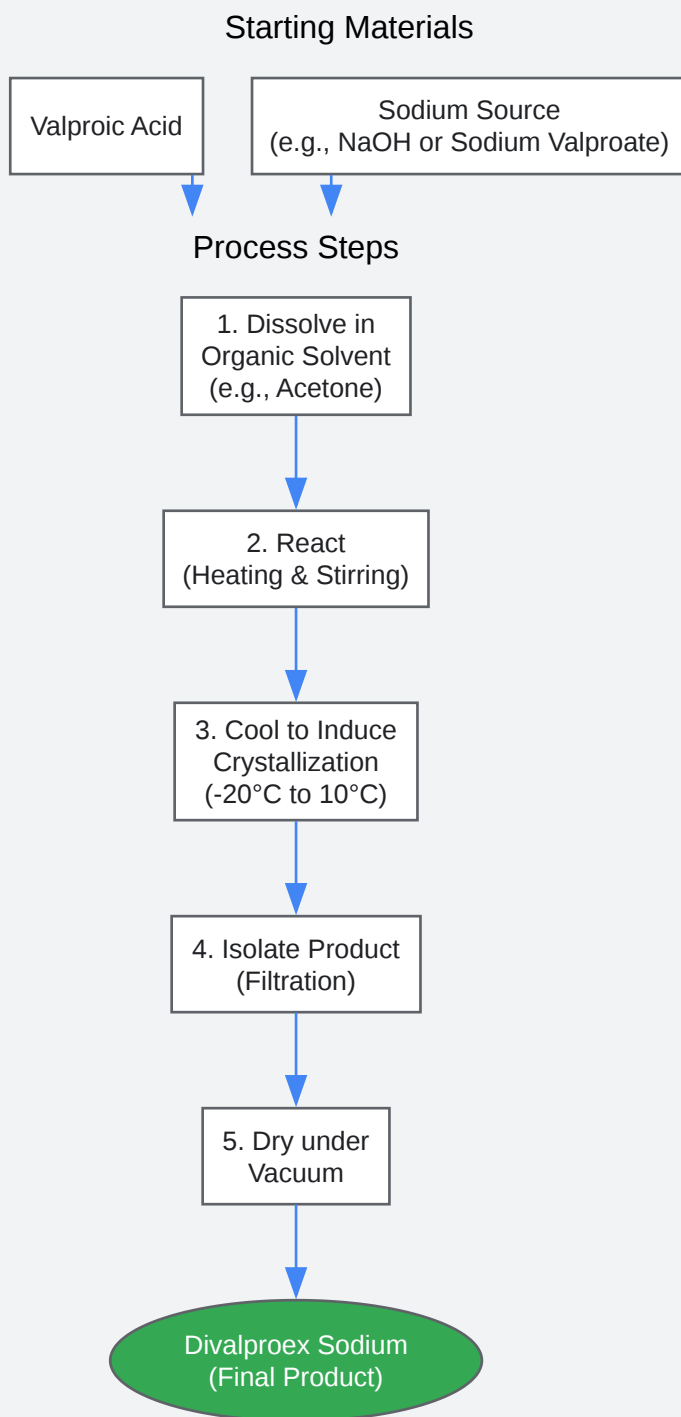 Starting Materials
Valproic Acid
Sodium Source
(e.g., NaOH or Sodium Valproate)
Process Steps
1. Dissolve in
Organic Solvent
(e.g., Acetone)
2. React
(Heating & Stirring)
3. Cool to Induce
Crystallization
(-20°C to 10°C)
4. Isolate Product
(Filtration)
5. Dry under
Vacuum
Divalproex Sodium
(Final Product)